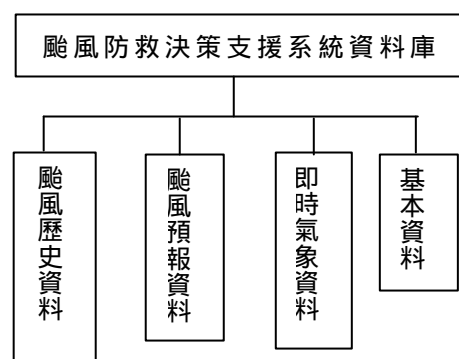 颱風防救決策支援系統資料庫
颱風歷史資料
颱風預報資料
即時氣象資料
基本資料